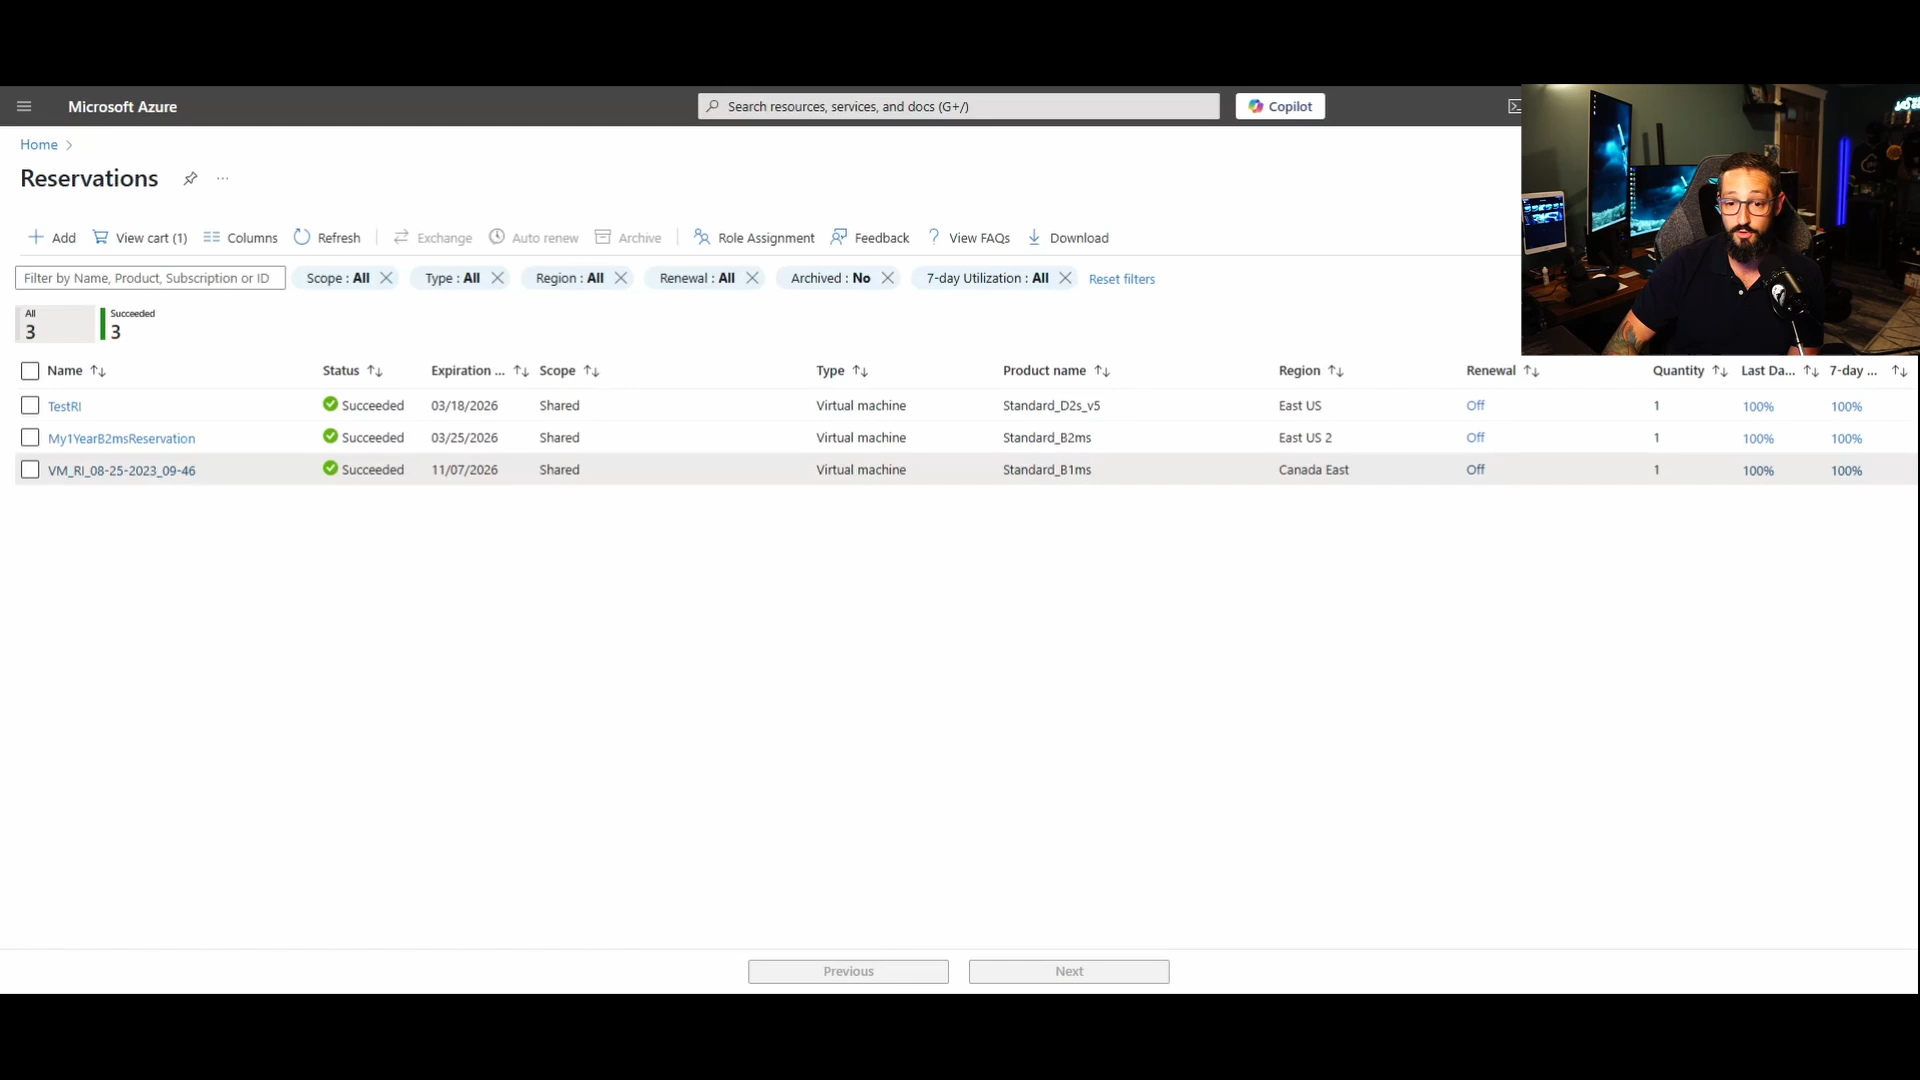 Microsoft Azure
Search resources, services, and docs (G+/)
Copilot
Home
Reservations
Add View cart (1) Columns Refresh Exchange Auto renew Archive Role Assignment Feedback View FAQs Download
Filter by Name, Product, Subscription or ID Scope : All Type : All Region : All Renewal : All Archived : No 7-day Utilization : All Reset filters
All Succeeded
3 3
Name Status Expiration ... Scope Type Product name Region Renewal Quantity Last Da... 7-day ...
TestRI Succeeded 03/18/2026 Shared Virtual machine Standard_D2s_v5 East US Off 1 100% 100%
My1YearB2msReservation Succeeded 03/25/2026 Shared Virtual machine Standard_B2ms East US 2 Off 1 100% 100%
VM_RI_08-25-2023_09-46 Succeeded 11/07/2026 Shared Virtual machine Standard_B1ms Canada East Off 1 100% 100%
Previous Next